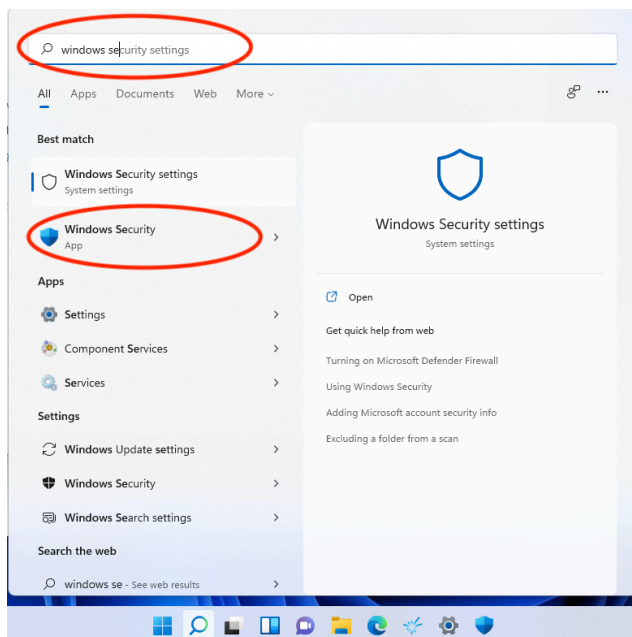 windows security settings
All Apps Documents Web More
Best match
Windows Security settings
System settings
Windows Security
App
Apps
Settings
Component Services
Services
Settings
Windows Update settings
Windows Security
Windows Search settings
Search the web
windows se - See web results
Windows Security settings
System settings
Open
Get quick help from web
Turning on Microsoft Defender Firewall
Using Windows Security
Adding Microsoft account security info
Excluding a folder from a scan